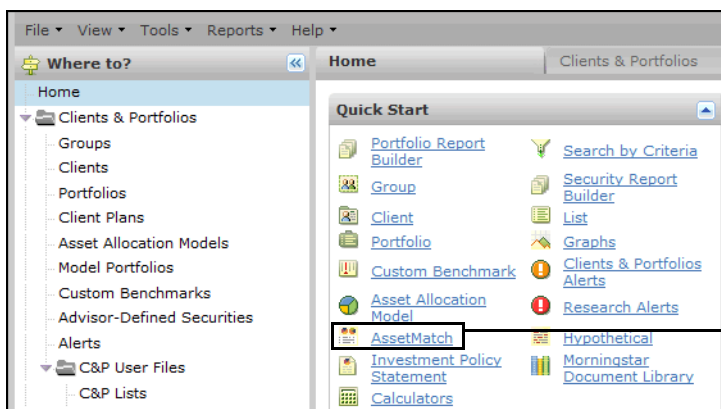 File View Tools Reports Help
Where to?
Home
Clients & Portfolios
Groups
Clients
Portfolios
Client Plans
Asset Allocation Models
Model Portfolios
Custom Benchmarks
Advisor-Defined Securities
Alerts
C&P User Files
C&P Lists
Home
Clients & Portfolios
Quick Start
Portfolio Report
Builder
Group
Client
Portfolio
Custom Benchmark
Asset Allocation
Model
AssetMatch
Investment Policy
Statement
Calculators
Search by Criteria
Security Report
Builder
List
Graphs
Clients & Portfolios
Alerts
Research Alerts
Hypothetical
Morningstar
Document Library